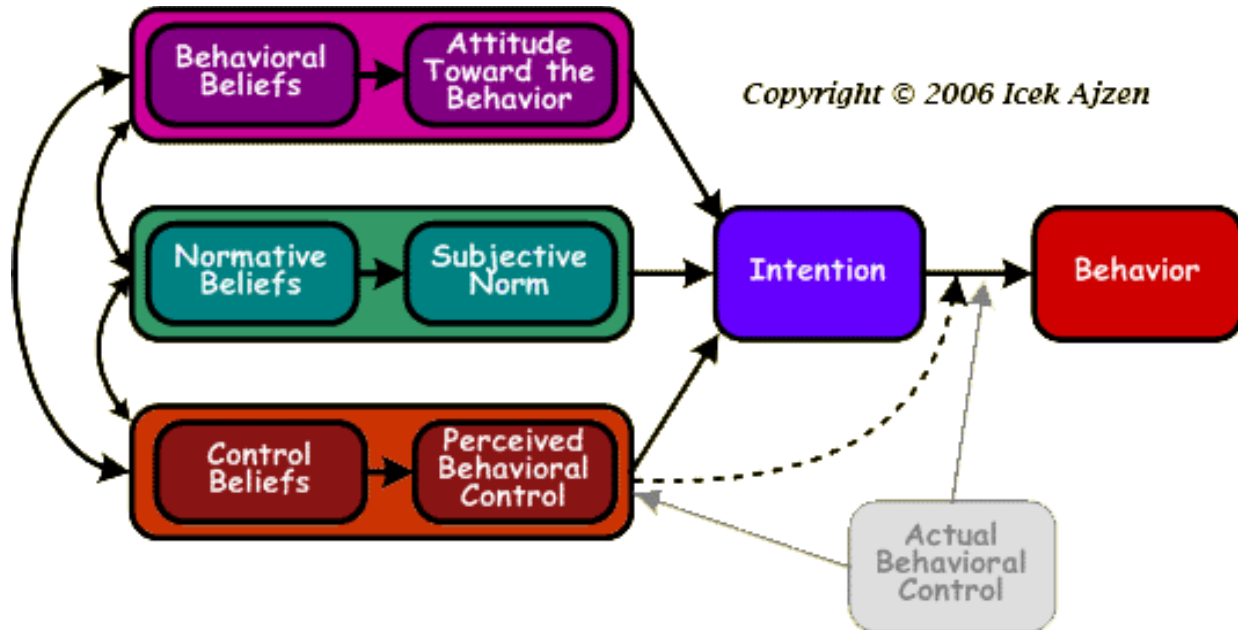 Behavioral
Beliefs
Attitude
Toward the
Behavior
Copyright © 2006 Icek Ajzen
Normative
Beliefs
Subjective
Norm
Intention
Behavior
Control
Beliefs
Perceived
Behavioral
Control
Actual
Behavioral
Control